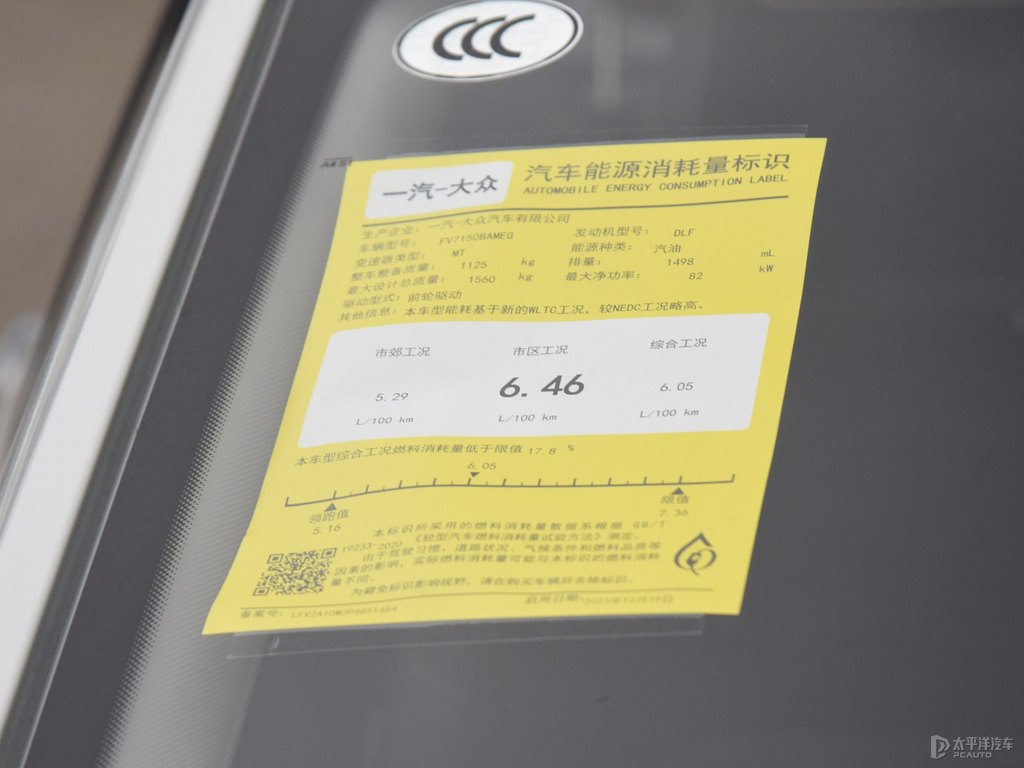 CCC
一汽-大众
汽车能源消耗量标识
AUTOMOBILE ENERGY CONSUMPTION LABEL
生产企业：一汽-大众汽车有限公司
车辆型号： FV7150BAMEG 发动机型号： DLF
变速器类型： MT 能源种类： 汽油
整车整备质量： 1125 kg 排量： 1498 mL
最大设计总质量： 1560 kg 最大净功率： 82 kW
驱动型式：前轮驱动
其他信息：本车型能耗基于新的WLTC工况，较NEDC工况略高。
市郊工况 市区工况 综合工况
5.29 6.46 6.05
L/100 km L/100 km L/100 km
本车型综合工况燃料消耗量低于限值 17.8 %
6.05
领跑值 限值
5.16 7.36
本标识所采用的燃料消耗量数据系根据 GB/T
19233-2020 《轻型汽车燃料消耗量试验方法》测定。
由于驾驶习惯、道路状况、气候条件和燃料品质等
因素的影响，实际燃料消耗量可能与本标识的燃料消耗
量不同。
为避免标识影响视野，请在购买车辆后去除标识。
备案号： 启用日期：
太平洋汽车
PCAUTO